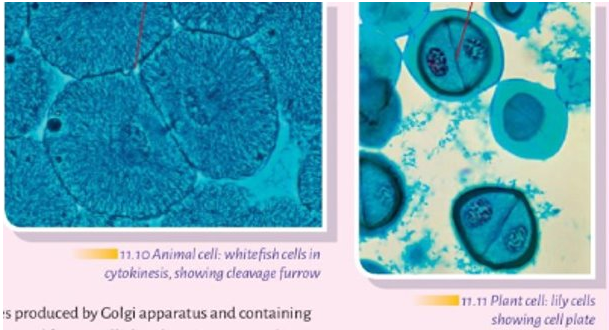 11.10 Animal cell: whitefish cells in
cytokinesis, showing cleavage furrow
produced by Golgi apparatus and containing
11.11 Plant cell: lily cells
showing cell plate